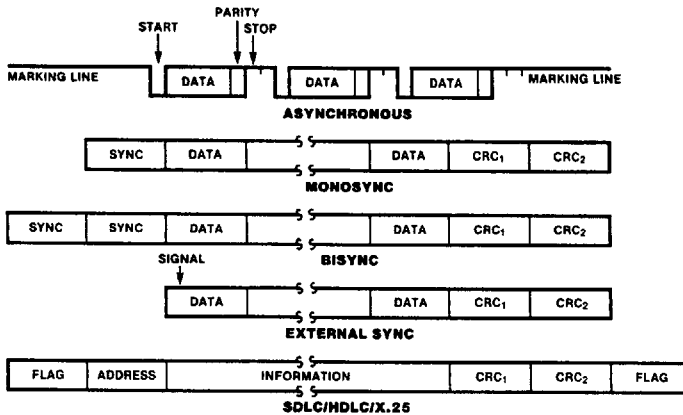 PARITY
START STOP
MARKING LINE DATA DATA DATA MARKING LINE
ASYNCHRONOUS
SYNC DATA DATA CRC₁ CRC₂
MONOSYNC
SYNC SYNC DATA DATA CRC₁ CRC₂
BISYNC
SIGNAL
DATA DATA CRC₁ CRC₂
EXTERNAL SYNC
FLAG ADDRESS INFORMATION CRC₁ CRC₂ FLAG
SDLC/HDLC/X.25